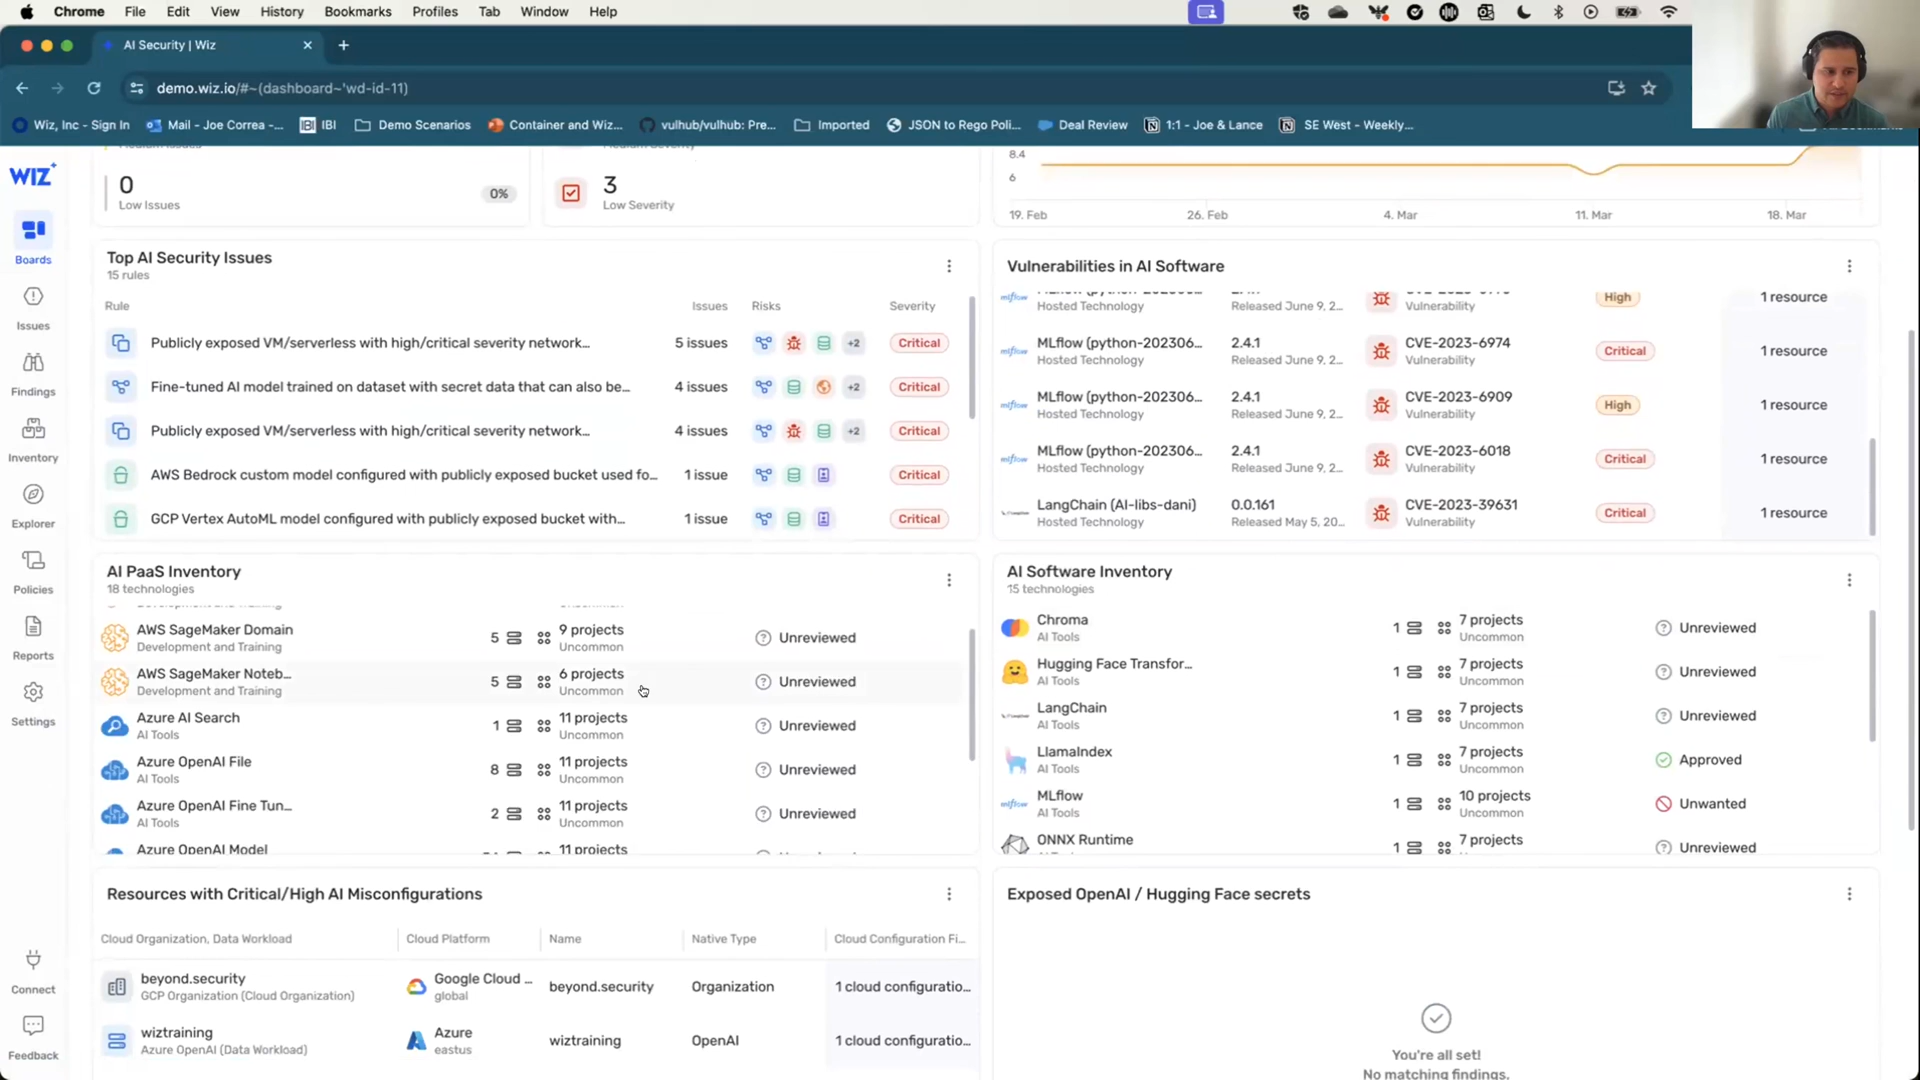 Chrome File Edit View History Bookmarks Profiles Tab Window Help
AI Security | Wiz
demo.wiz.io/#~(dashboard~'wd-id-11)
Wiz, Inc - Sign In Mail - Joe Correa -... IBI Demo Scenarios Container and Wiz... vulhub/vulhub: Pre... Imported JSON to Rego Poli... Deal Review 1:1 - Joe & Lance SE West - Weekly...
WIZ
Boards
Issues
Findings
Inventory
Explorer
Policies
Reports
Settings
Connect
Feedback
0
Low Issues
0%
3
Low Severity
8.4
6
19. Feb 26. Feb 4. Mar 11. Mar 18. Mar
Top AI Security Issues
15 rules
Rule Issues Risks Severity
Publicly exposed VM/serverless with high/critical severity network... 5 issues +2 Critical
Fine-tuned AI model trained on dataset with secret data that can also be... 4 issues +2 Critical
Publicly exposed VM/serverless with high/critical severity network... 4 issues +2 Critical
AWS Bedrock custom model configured with publicly exposed bucket used fo... 1 issue Critical
GCP Vertex AutoML model configured with publicly exposed bucket with... 1 issue Critical
Vulnerabilities in AI Software
Hosted Technology Released June 9, 2... Vulnerability High 1 resource
MLflow (python-202306... 2.4.1 CVE-2023-6974 Critical 1 resource
Hosted Technology Released June 9, 2... Vulnerability
MLflow (python-202306... 2.4.1 CVE-2023-6909 High 1 resource
Hosted Technology Released June 9, 2... Vulnerability
MLflow (python-202306... 2.4.1 CVE-2023-6018 Critical 1 resource
Hosted Technology Released June 9, 2... Vulnerability
LangChain (AI-libs-dani) 0.0.161 CVE-2023-39631 Critical 1 resource
Hosted Technology Released May 5, 20... Vulnerability
AI PaaS Inventory
18 technologies
AWS SageMaker Domain 5 9 projects Unreviewed
Development and Training Uncommon
AWS SageMaker Noteb... 5 6 projects Unreviewed
Development and Training Uncommon
Azure AI Search 1 11 projects Unreviewed
AI Tools Uncommon
Azure OpenAI File 8 11 projects Unreviewed
AI Tools Uncommon
Azure OpenAI Fine Tun... 2 11 projects Unreviewed
AI Tools Uncommon
Azure OpenAI Model 11 projects
AI Software Inventory
15 technologies
Chroma 1 7 projects Unreviewed
AI Tools Uncommon
Hugging Face Transfor... 1 7 projects Unreviewed
AI Tools Uncommon
LangChain 1 7 projects Unreviewed
AI Tools Uncommon
LlamaIndex 1 7 projects Approved
AI Tools Uncommon
MLflow 1 10 projects Unwanted
AI Tools Uncommon
ONNX Runtime 1 7 projects Unreviewed
Resources with Critical/High AI Misconfigurations
Cloud Organization, Data Workload Cloud Platform Name Native Type Cloud Configuration Fi...
beyond.security Google Cloud ... beyond.security Organization 1 cloud configuratio...
GCP Organization (Cloud Organization) global
wiztraining Azure wiztraining OpenAI 1 cloud configuratio...
Azure OpenAI (Data Workload) eastus
Exposed OpenAI / Hugging Face secrets
You're all set!
No matching findings.